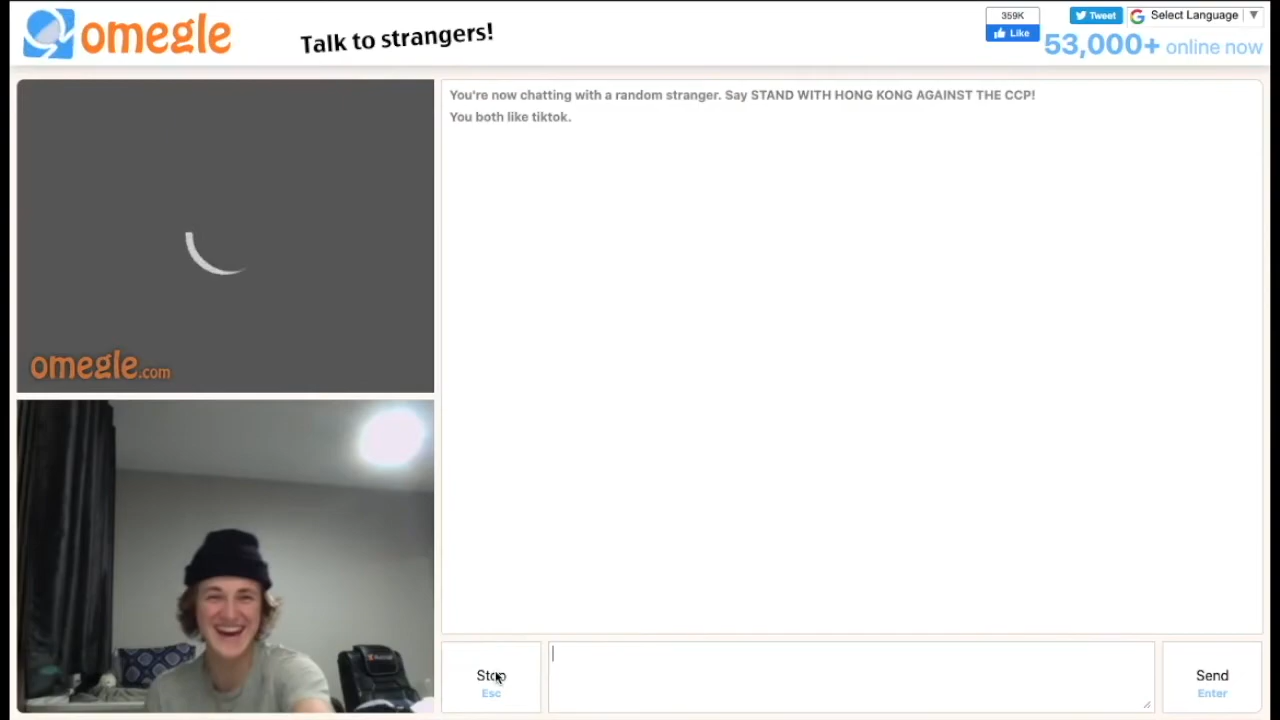 omegle
Talk to strangers!
359K
Like
Tweet
Select Language
53,000+ online now
You're now chatting with a random stranger. Say STAND WITH HONG KONG AGAINST THE CCP!
You both like tiktok.
omegle.com
Stop
Esc
Send
Enter